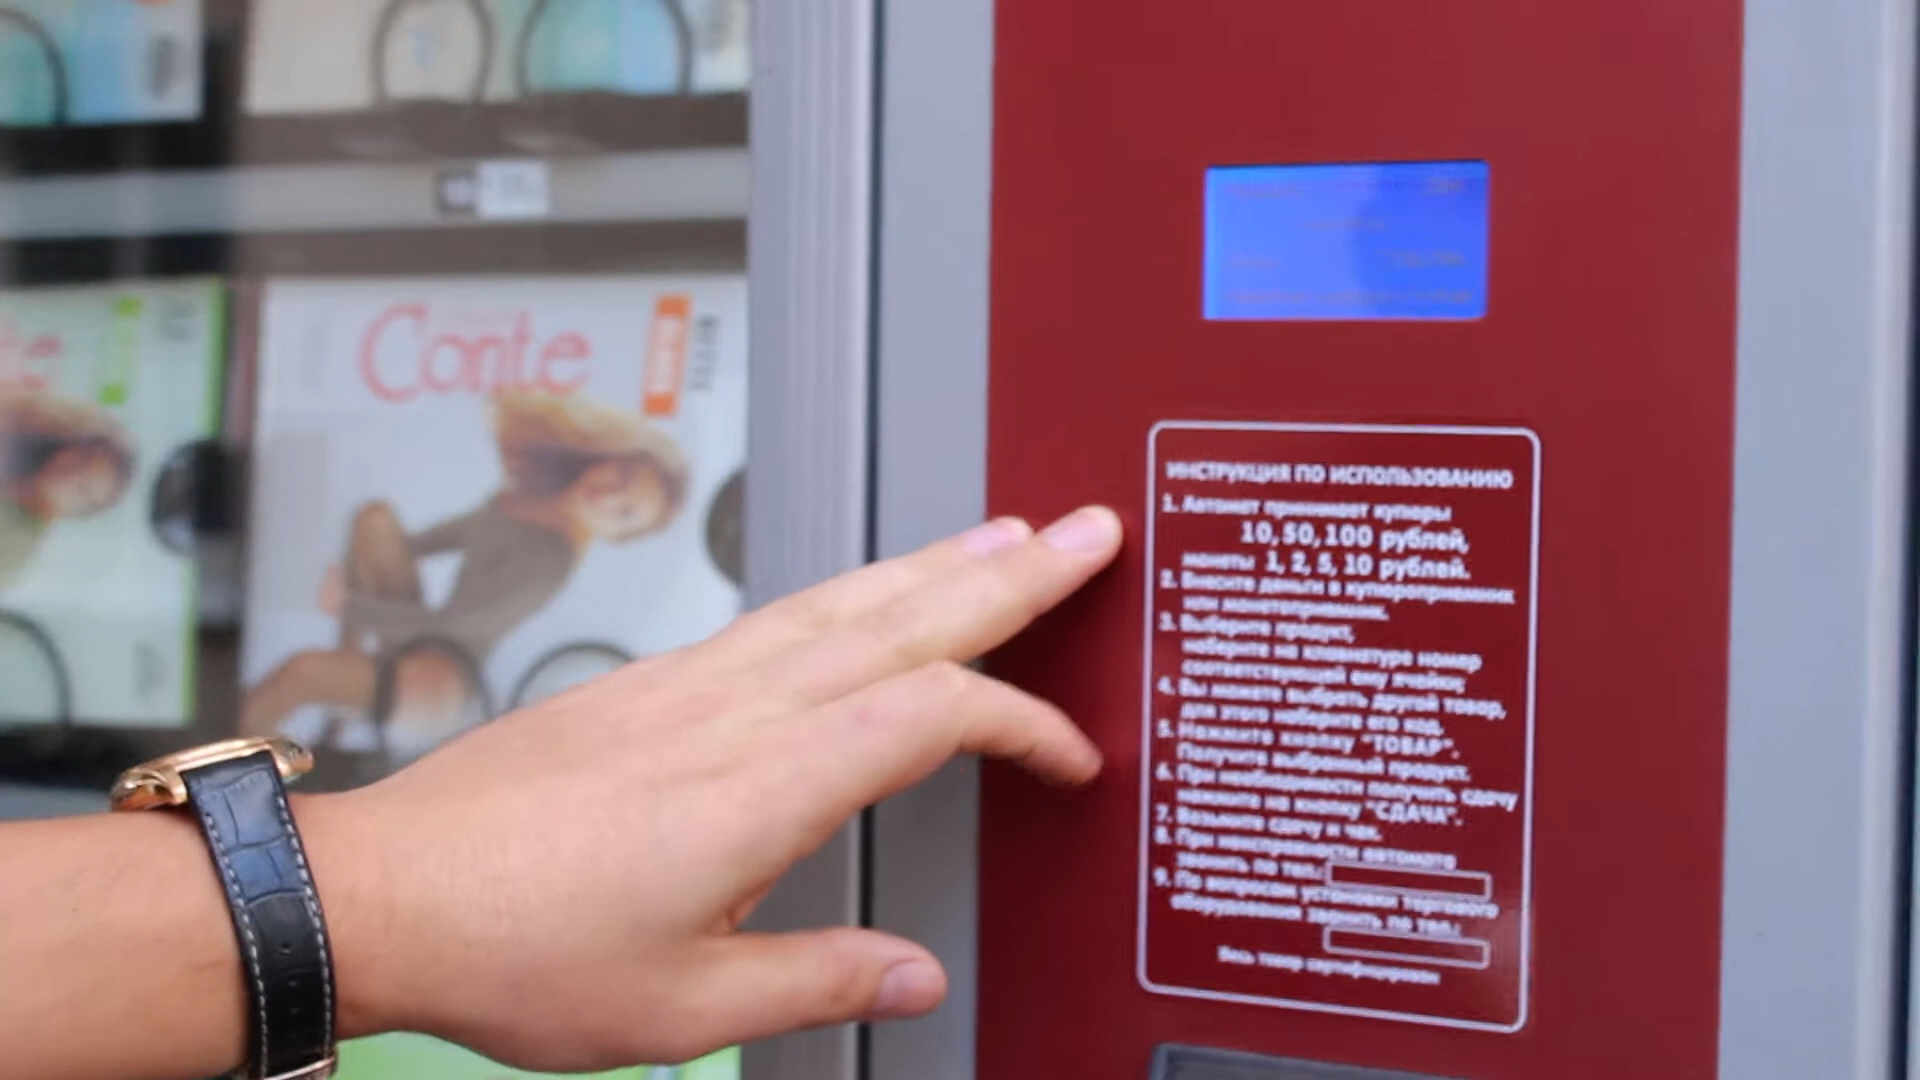 Conte
ИНСТРУКЦИЯ ПО ИСПОЛЬЗОВАНИЮ
1. Автомат принимает купюры
10, 50, 100 рублей,
монеты 1, 2, 5, 10 рублей.
2. Внесите деньги в купюроприемник
или монетоприемник.
3. Выберите продукт,
наберите на клавиатуре номер
соответствующей ему ячейки;
4. Вы можете выбрать другой товар,
для этого наберите его код.
5. Нажмите кнопку "ТОВАР".
Получите выбранный продукт.
6. При необходимости получить сдачу
нажмите на кнопку "СДАЧА".
7. Возьмите сдачу и чек.
8. При неисправности автомата
звонить по тел.:
9. По вопросам установки торгового
оборудования звонить по тел.:
Весь товар сертифицирован